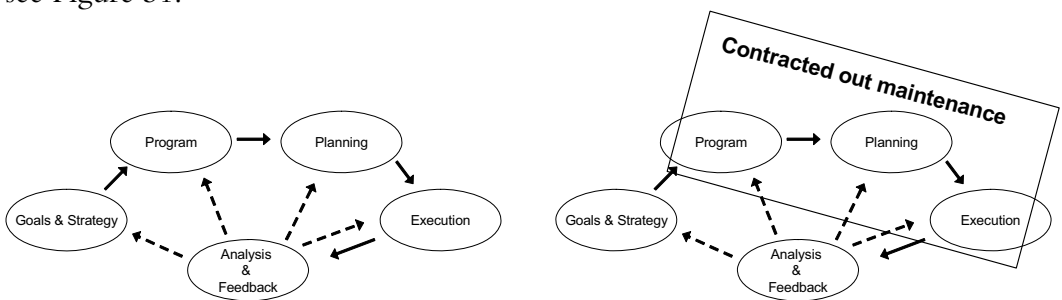 see Figure 51.
Program
Planning
Goals & Strategy
Execution
Analysis
&
Feedback
Contracted out maintenance
Program
Planning
Goals & Strategy
Execution
Analysis
&
Feedback